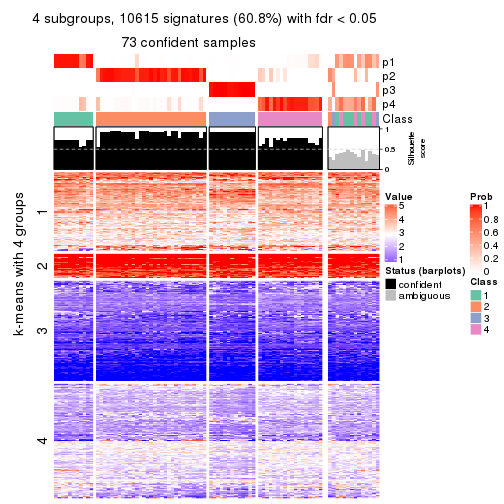 4 subgroups, 10615 signatures (60.8%) with fdr < 0.05
73 confident samples
p1
p2
p3
p4
Class
1
0.5
0
Silhouette
score
k-means with 4 groups
1
2
3
4
Value
5
4
3
2
1
Status (barplots)
confident
ambiguous
Prob
1
0.8
0.6
0.4
0.2
0
Class
1
2
3
4